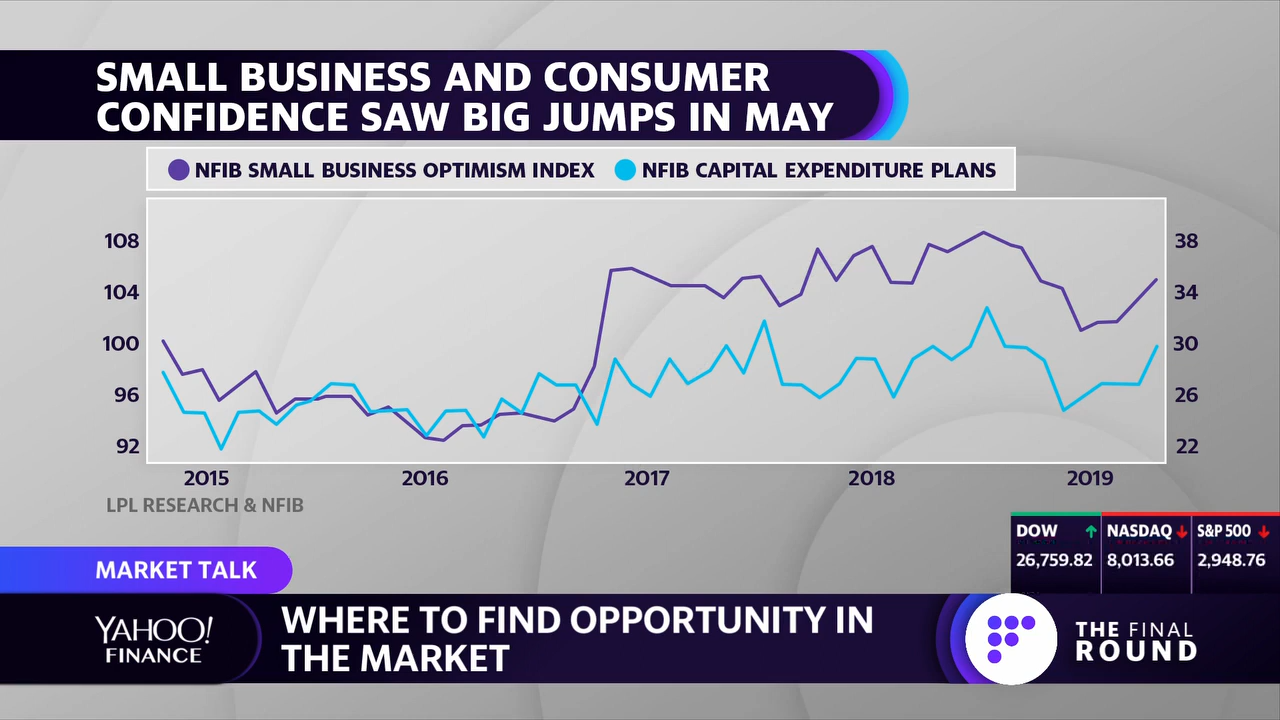 SMALL BUSINESS AND CONSUMER
CONFIDENCE SAW BIG JUMPS IN MAY
NFIB SMALL BUSINESS OPTIMISM INDEX NFIB CAPITAL EXPENDITURE PLANS
108 38
104 34
100 30
96 26
92 22
2015 2016 2017 2018 2019
LPL RESEARCH & NFIB
DOW NASDAQ S&P 500
26,759.82 8,013.66 2,948.76
MARKET TALK
YAHOO!
FINANCE
WHERE TO FIND OPPORTUNITY IN
THE MARKET
THE FINAL
ROUND